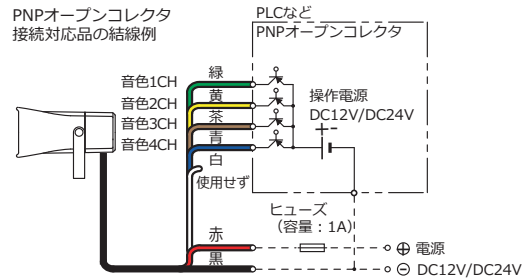 PNPオープンコレクタ
接続対応品の結線例
PLCなど
PNPオープンコレクタ
音色1CH
緑
音色2CH
黄
音色3CH
茶
音色4CH
青
白
使用せず
操作電源
DC12V/DC24V
+ -
ヒューズ
（容量：1A）
赤
⊕ 電源
黒
⊖ DC12V/DC24V